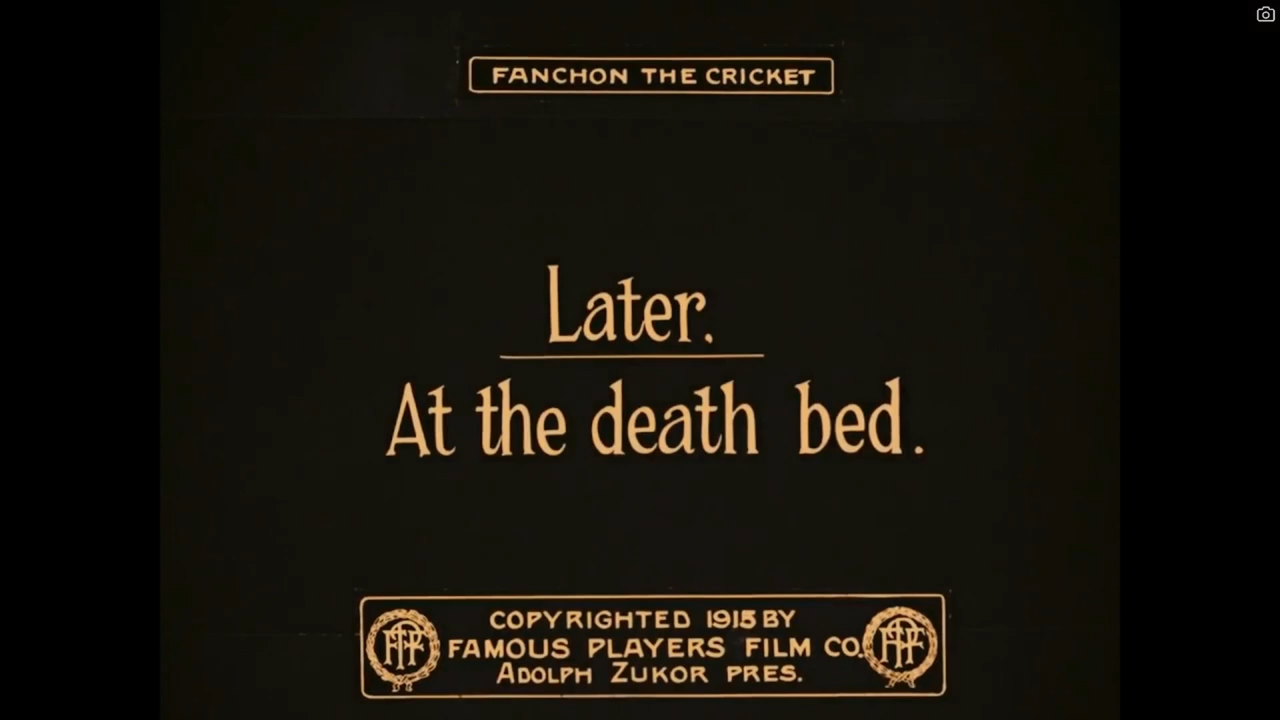 FANCHON THE CRICKET
Later.
At the death bed.
COPYRIGHTED 1915 BY
FAMOUS PLAYERS FILM CO.
ADOLPH ZUKOR PRES.